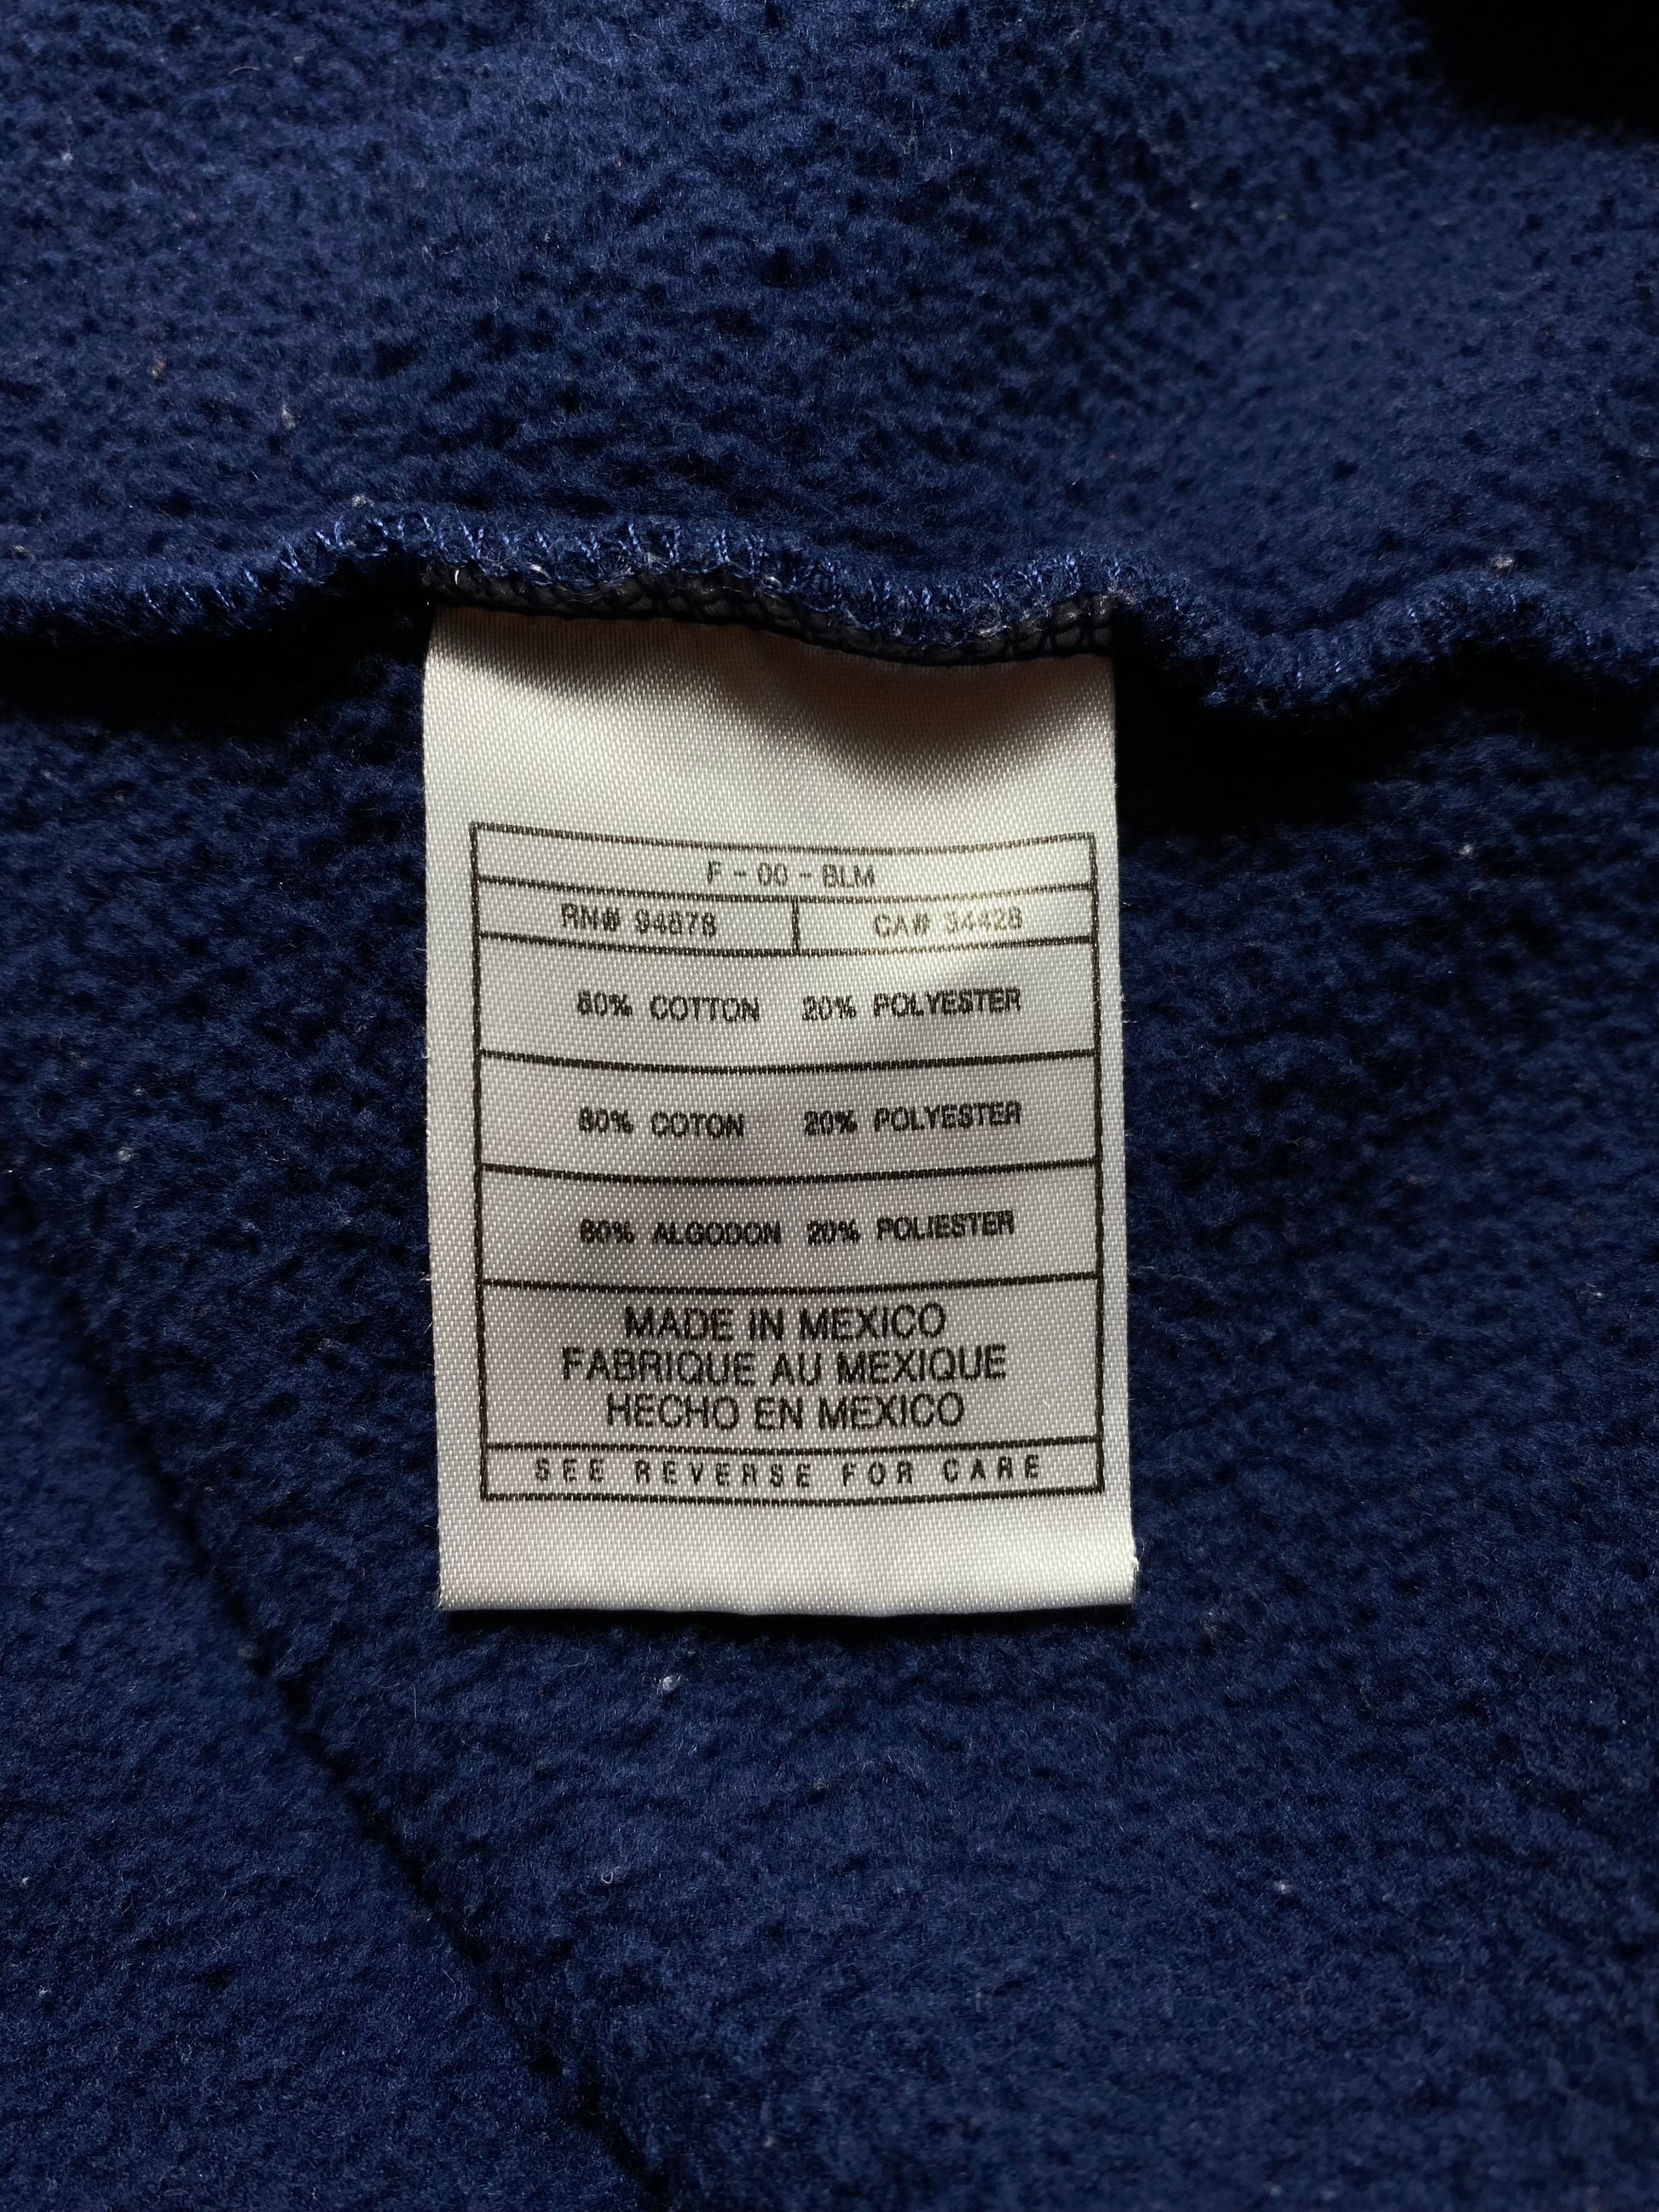 F - 00 - BLM
RN# 94878 CA# 34428
80% COTTON 20% POLYESTER
80% COTON 20% POLYESTER
80% ALGODON 20% POLIESTER
MADE IN MEXICO
FABRIQUE AU MEXIQUE
HECHO EN MEXICO
SEE REVERSE FOR CARE